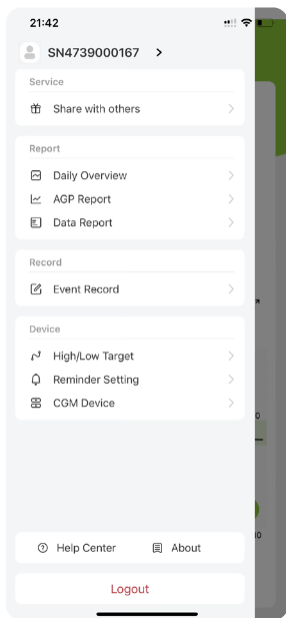 21:42
SN4739000167
Service
Share with others
Report
Daily Overview
AGP Report
Data Report
Record
Event Record
Device
High/Low Target
Reminder Setting
CGM Device
Help Center
About
Logout